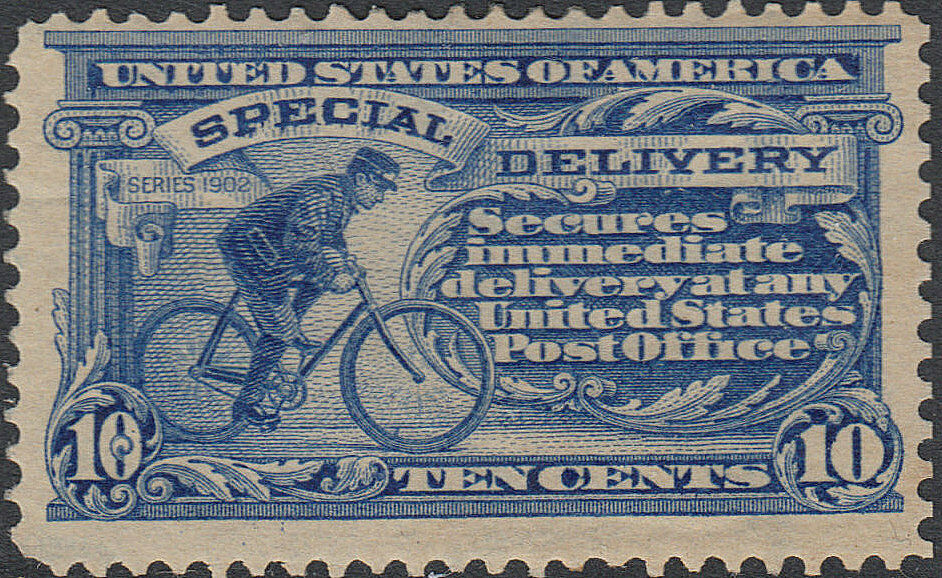 UNITED STATES OF AMERICA
SPECIAL
DELIVERY
SERIES 1902
Secures
immediate
delivery at any
United States
Post Office
10
TEN CENTS
10